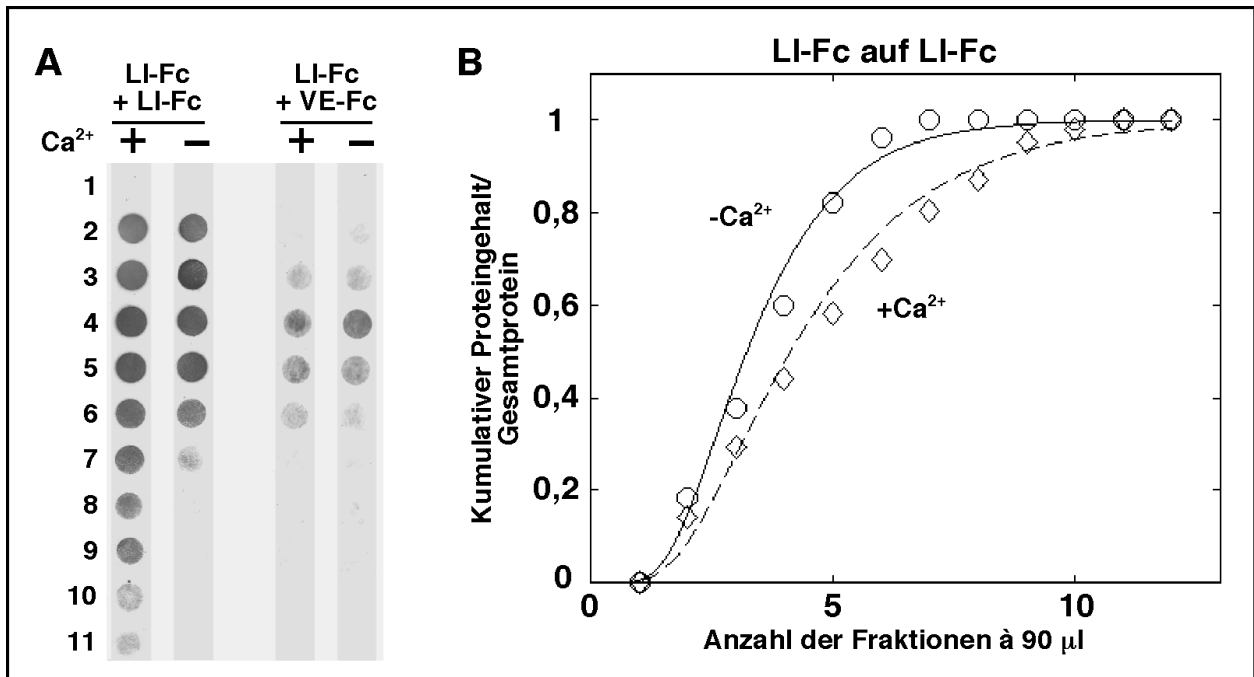 A
LI-Fc
+ LI-Fc
LI-Fc
+ VE-Fc
Ca²⁺ + − + −
1
2
3
4
5
6
7
8
9
10
11
B
LI-Fc auf LI-Fc
Kumulativer Proteingehalt/
Gesamtprotein
1
0,8
0,6
0,4
0,2
0
-Ca²⁺
+Ca²⁺
0 5 10
Anzahl der Fraktionen à 90 µl